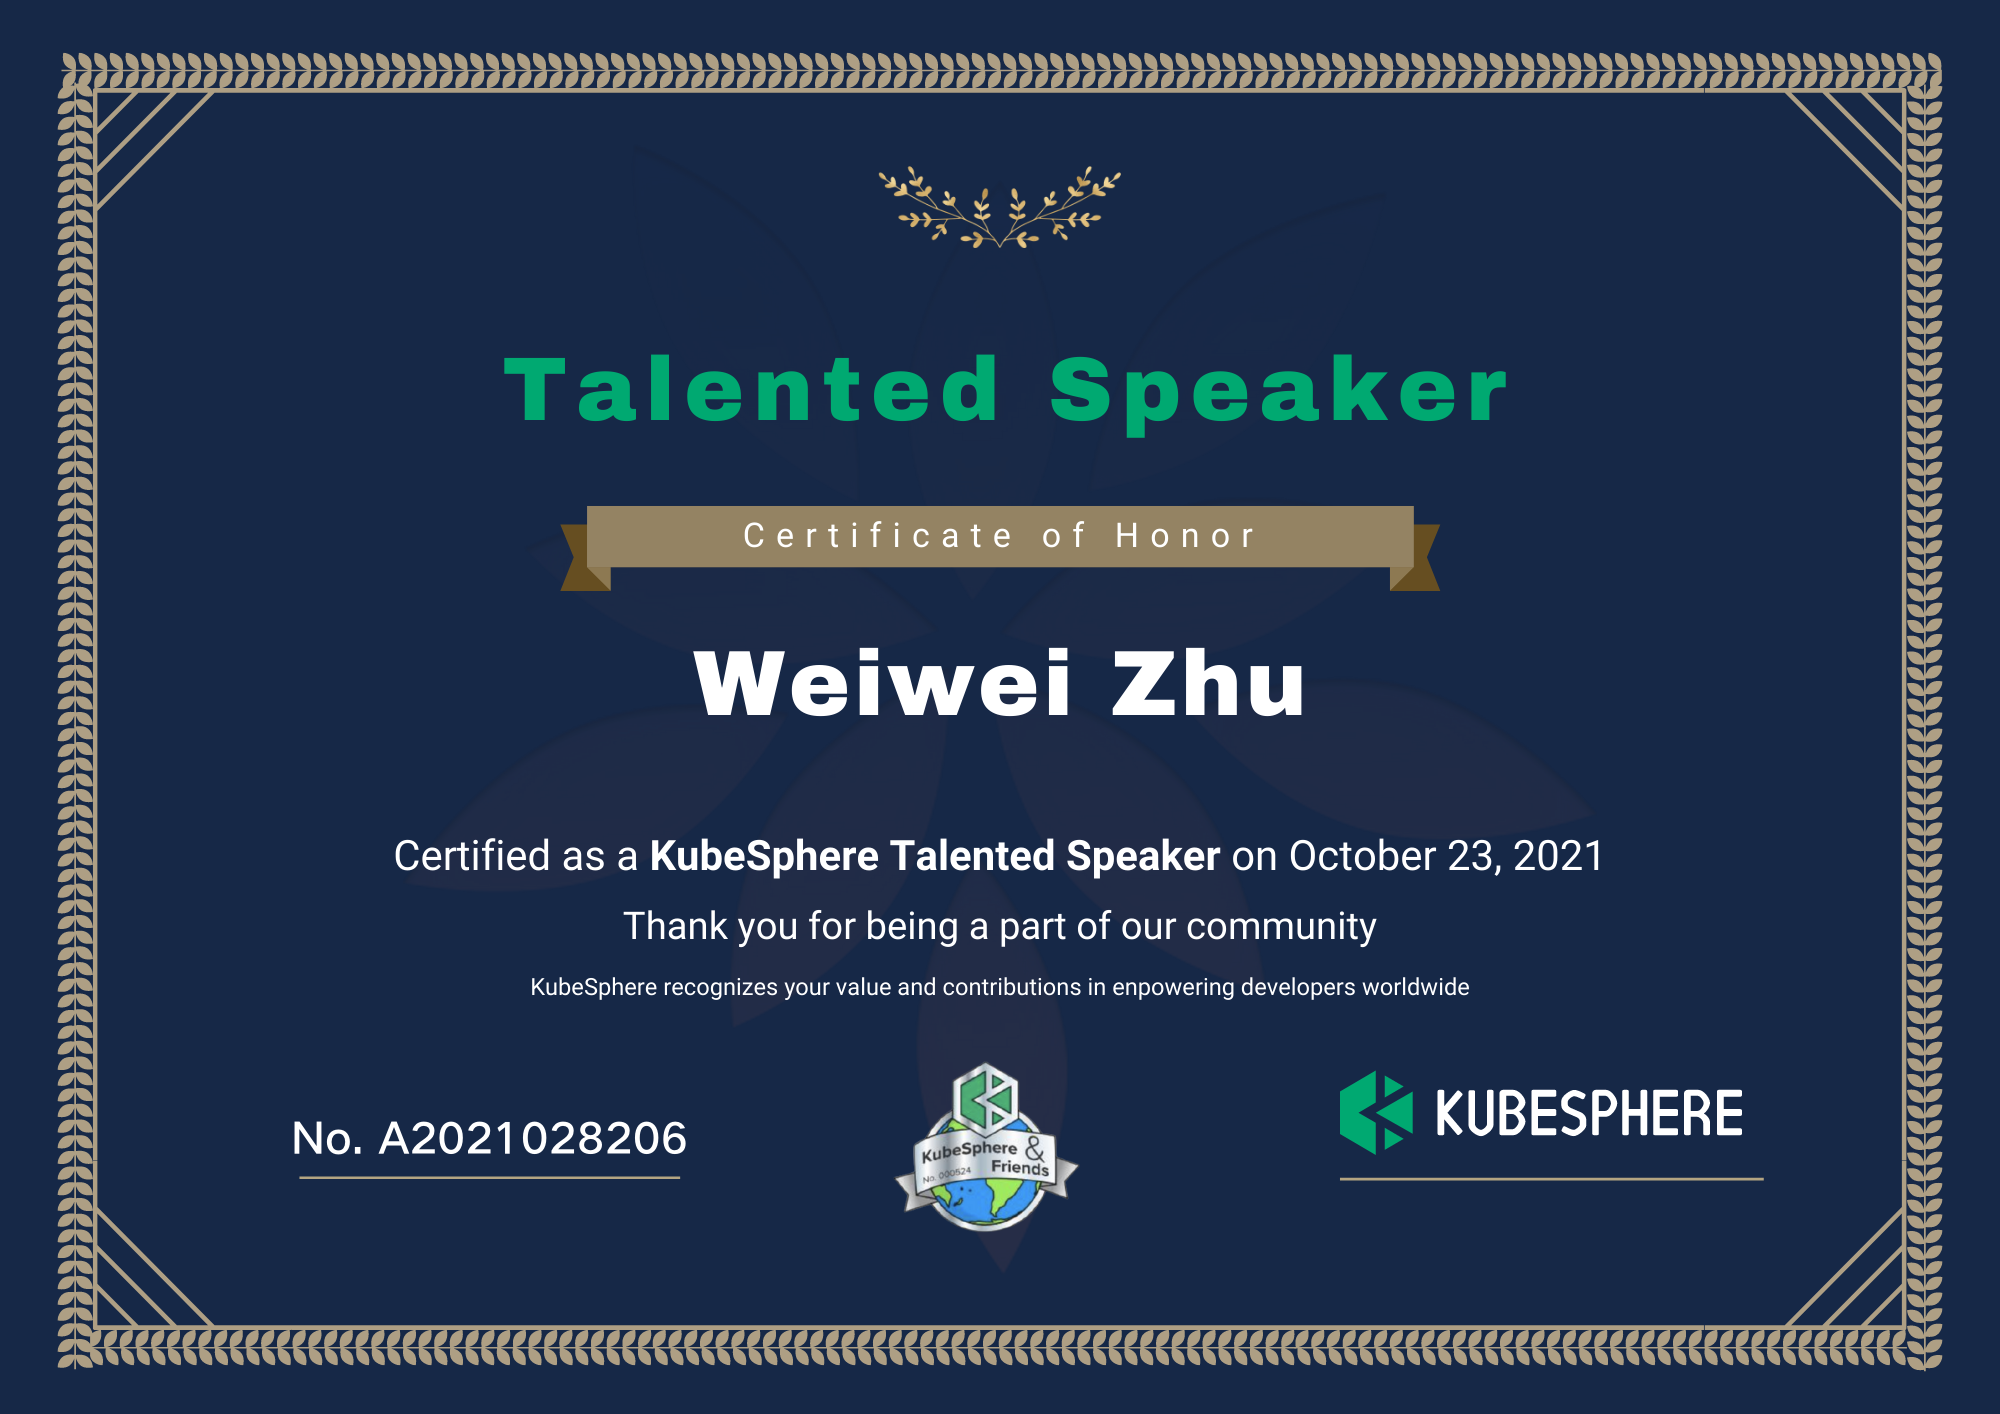 Talented Speaker
Certificate of Honor
Weiwei Zhu
Certified as a KubeSphere Talented Speaker on October 23, 2021
Thank you for being a part of our community
KubeSphere recognizes your value and contributions in enpowering developers worldwide
No. A2021028206
KubeSphere &
Friends
No. 000524
KUBESPHERE